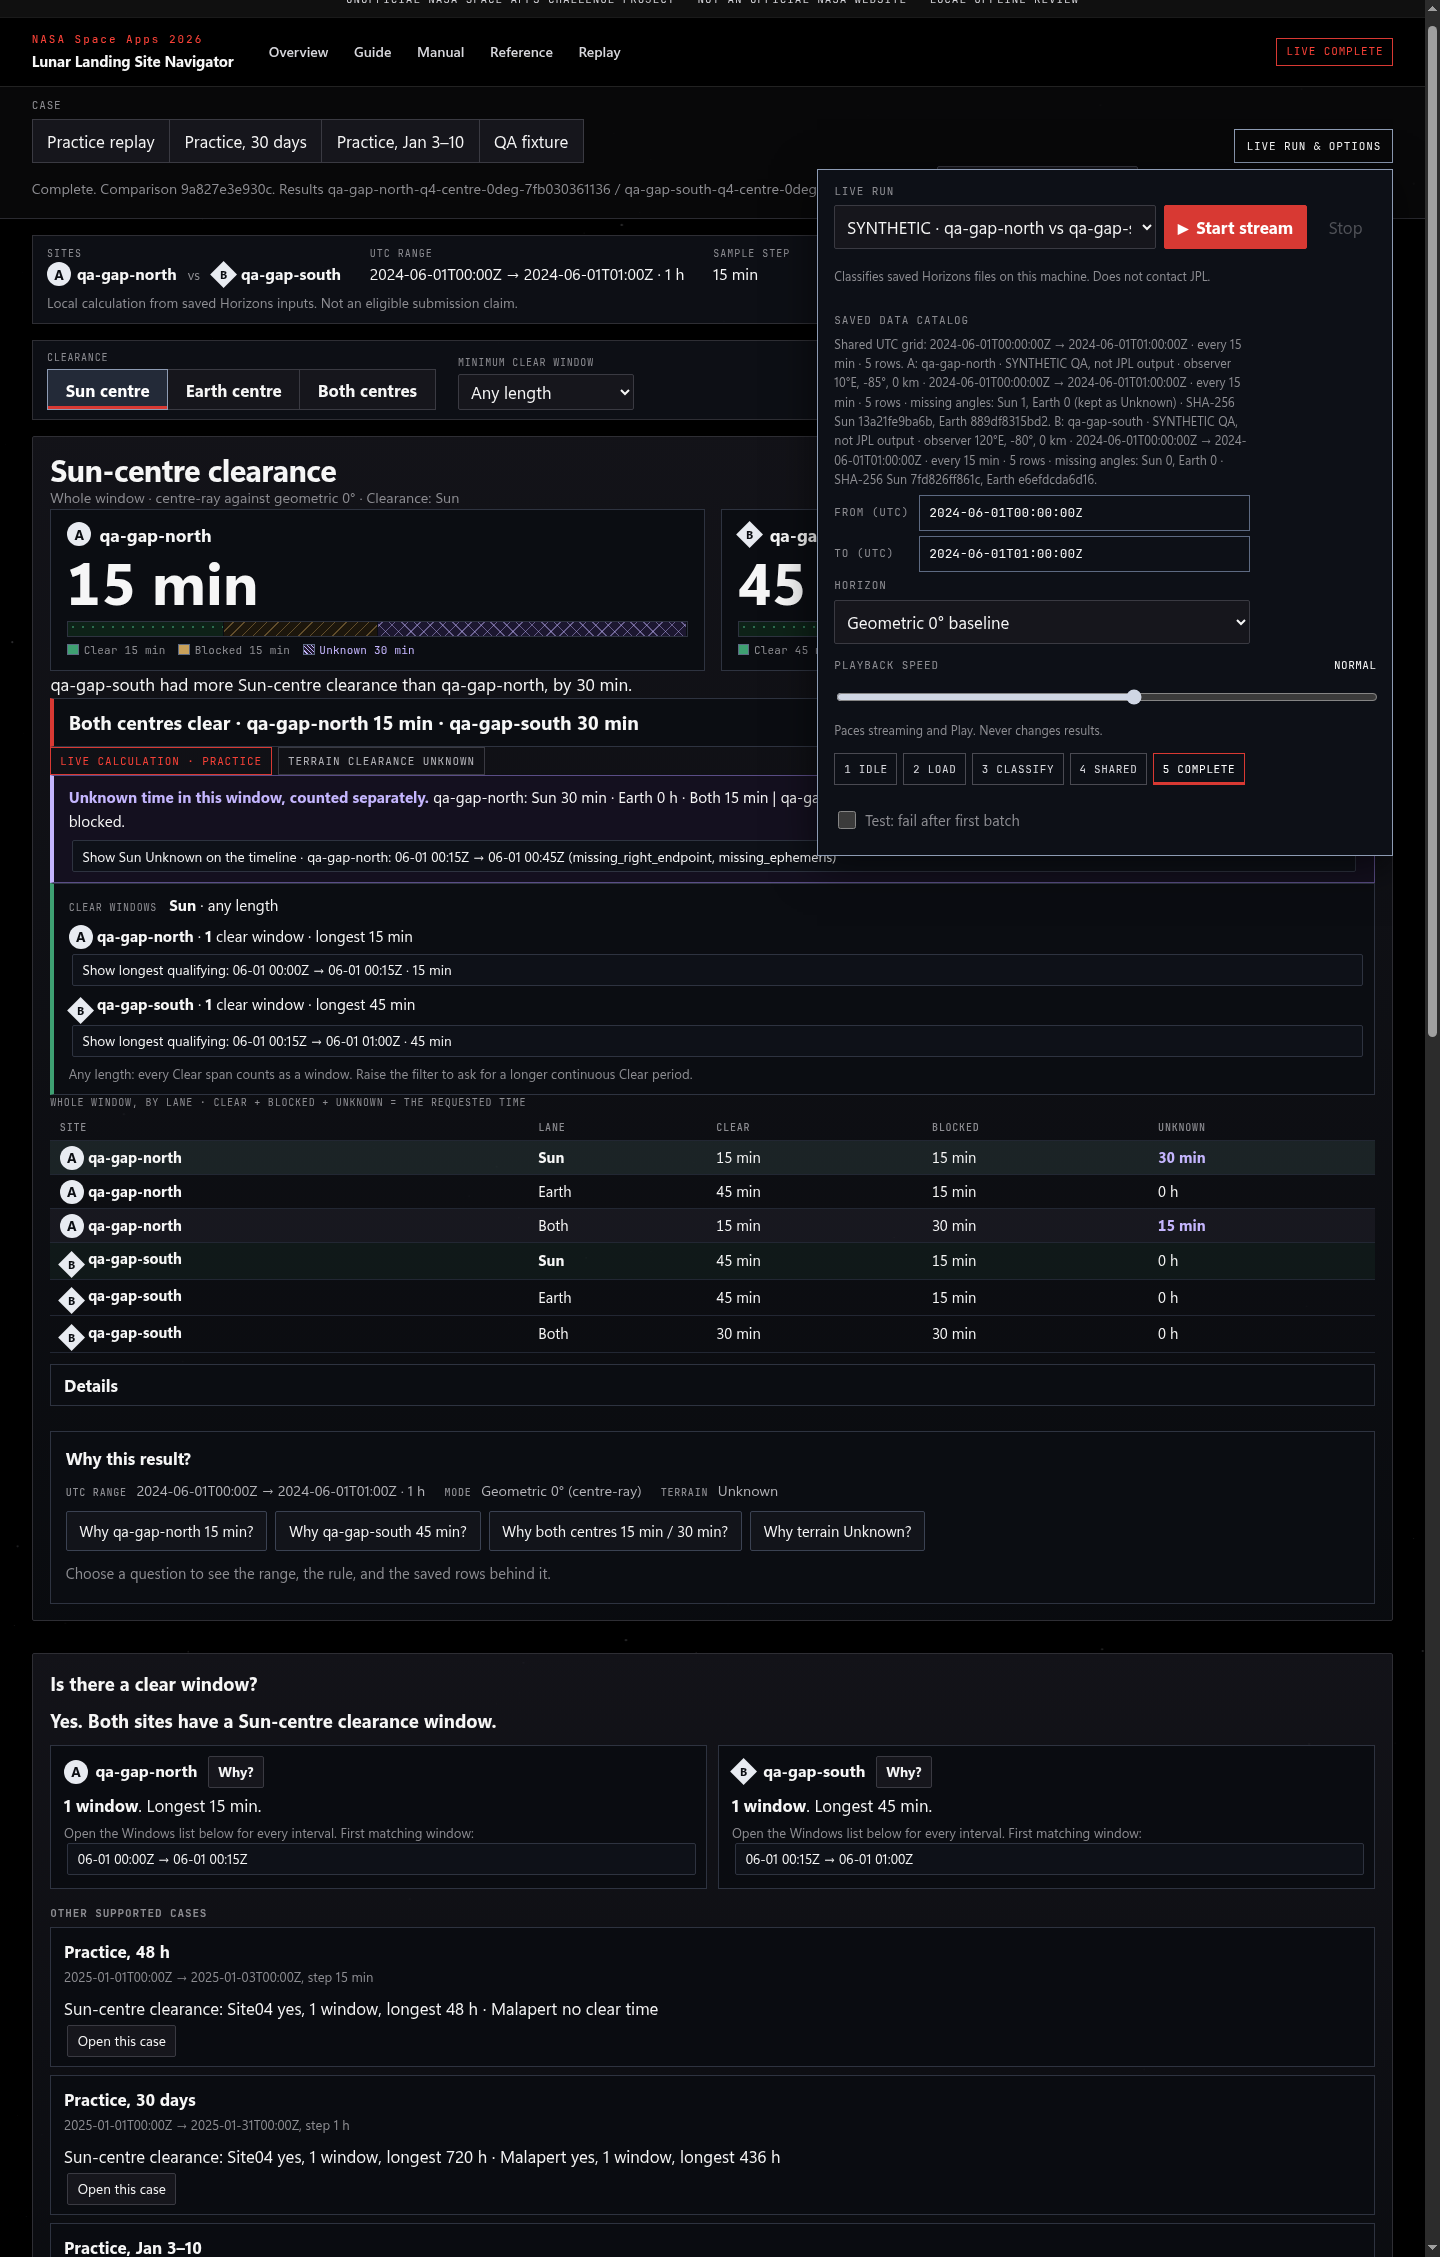 UNOFFICIAL NASA SPACE APPS CHALLENGE PROJECT · NOT AN OFFICIAL NASA WEBSITE · LOCAL OFFLINE REVIEW
NASA Space Apps 2026
Lunar Landing Site Navigator
Overview Guide Manual Reference Replay
LIVE COMPLETE
CASE
Practice replay Practice, 30 days Practice, Jan 3–10 QA fixture
LIVE RUN & OPTIONS
Complete. Comparison 9a827e3e930c. Results qa-gap-north-q4-centre-0deg-7fb030361136 / qa-gap-south-q4-centre-0deg
SITES
A qa-gap-north vs B qa-gap-south
UTC RANGE
2024-06-01T00:00Z → 2024-06-01T01:00Z · 1 h
SAMPLE STEP
15 min
Local calculation from saved Horizons inputs. Not an eligible submission claim.
CLEARANCE
Sun centre Earth centre Both centres
MINIMUM CLEAR WINDOW
Any length
LIVE RUN
SYNTHETIC · qa-gap-north vs qa-gap-s
▶ Start stream
Stop
Classifies saved Horizons files on this machine. Does not contact JPL.
SAVED DATA CATALOG
Shared UTC grid: 2024-06-01T00:00:00Z → 2024-06-01T01:00:00Z · every 15
min · 5 rows. A: qa-gap-north · SYNTHETIC QA, not JPL output · observer
10°E, -85°, 0 km · 2024-06-01T00:00:00Z → 2024-06-01T01:00:00Z · every 15
min · 5 rows · missing angles: Sun 1, Earth 0 (kept as Unknown) · SHA-256
Sun 13a21fe9ba6b, Earth 889df8315bd2. B: qa-gap-south · SYNTHETIC QA,
not JPL output · observer 120°E, -80°, 0 km · 2024-06-01T00:00:00Z → 2024-
06-01T01:00:00Z · every 15 min · 5 rows · missing angles: Sun 0, Earth 0 ·
SHA-256 Sun 7fd826ff861c, Earth e6efdcda6d16.
FROM (UTC) 2024-06-01T00:00:00Z
TO (UTC) 2024-06-01T01:00:00Z
HORIZON
Geometric 0° baseline
PLAYBACK SPEED NORMAL
Paces streaming and Play. Never changes results.
1 IDLE 2 LOAD 3 CLASSIFY 4 SHARED 5 COMPLETE
Test: fail after first batch
Sun-centre clearance
Whole window · centre-ray against geometric 0° · Clearance: Sun
A qa-gap-north
15 min
Clear 15 min Blocked 15 min Unknown 30 min
B qa-ga
45
Clear 45
qa-gap-south had more Sun-centre clearance than qa-gap-north, by 30 min.
Both centres clear · qa-gap-north 15 min · qa-gap-south 30 min
LIVE CALCULATION · PRACTICE TERRAIN CLEARANCE UNKNOWN
Unknown time in this window, counted separately. qa-gap-north: Sun 30 min · Earth 0 h · Both 15 min | qa-ga
blocked.
Show Sun Unknown on the timeline · qa-gap-north: 06-01 00:15Z → 06-01 00:45Z (missing_right_endpoint, missing_ephemeris)
CLEAR WINDOWS Sun · any length
A qa-gap-north · 1 clear window · longest 15 min
Show longest qualifying: 06-01 00:00Z → 06-01 00:15Z · 15 min
B qa-gap-south · 1 clear window · longest 45 min
Show longest qualifying: 06-01 00:15Z → 06-01 01:00Z · 45 min
Any length: every Clear span counts as a window. Raise the filter to ask for a longer continuous Clear period.
WHOLE WINDOW, BY LANE · CLEAR + BLOCKED + UNKNOWN = THE REQUESTED TIME
SITE LANE CLEAR BLOCKED UNKNOWN
A qa-gap-north Sun 15 min 15 min 30 min
A qa-gap-north Earth 45 min 15 min 0 h
A qa-gap-north Both 15 min 30 min 15 min
B qa-gap-south Sun 45 min 15 min 0 h
B qa-gap-south Earth 45 min 15 min 0 h
B qa-gap-south Both 30 min 30 min 0 h
Details
Why this result?
UTC RANGE 2024-06-01T00:00Z → 2024-06-01T01:00Z · 1 h MODE Geometric 0° (centre-ray) TERRAIN Unknown
Why qa-gap-north 15 min? Why qa-gap-south 45 min? Why both centres 15 min / 30 min? Why terrain Unknown?
Choose a question to see the range, the rule, and the saved rows behind it.
Is there a clear window?
Yes. Both sites have a Sun-centre clearance window.
A qa-gap-north Why?
1 window. Longest 15 min.
Open the Windows list below for every interval. First matching window:
06-01 00:00Z → 06-01 00:15Z
B qa-gap-south Why?
1 window. Longest 45 min.
Open the Windows list below for every interval. First matching window:
06-01 00:15Z → 06-01 01:00Z
OTHER SUPPORTED CASES
Practice, 48 h
2025-01-01T00:00Z → 2025-01-03T00:00Z, step 15 min
Sun-centre clearance: Site04 yes, 1 window, longest 48 h · Malapert no clear time
Open this case
Practice, 30 days
2025-01-01T00:00Z → 2025-01-31T00:00Z, step 1 h
Sun-centre clearance: Site04 yes, 1 window, longest 720 h · Malapert yes, 1 window, longest 436 h
Open this case
Practice, Jan 3–10